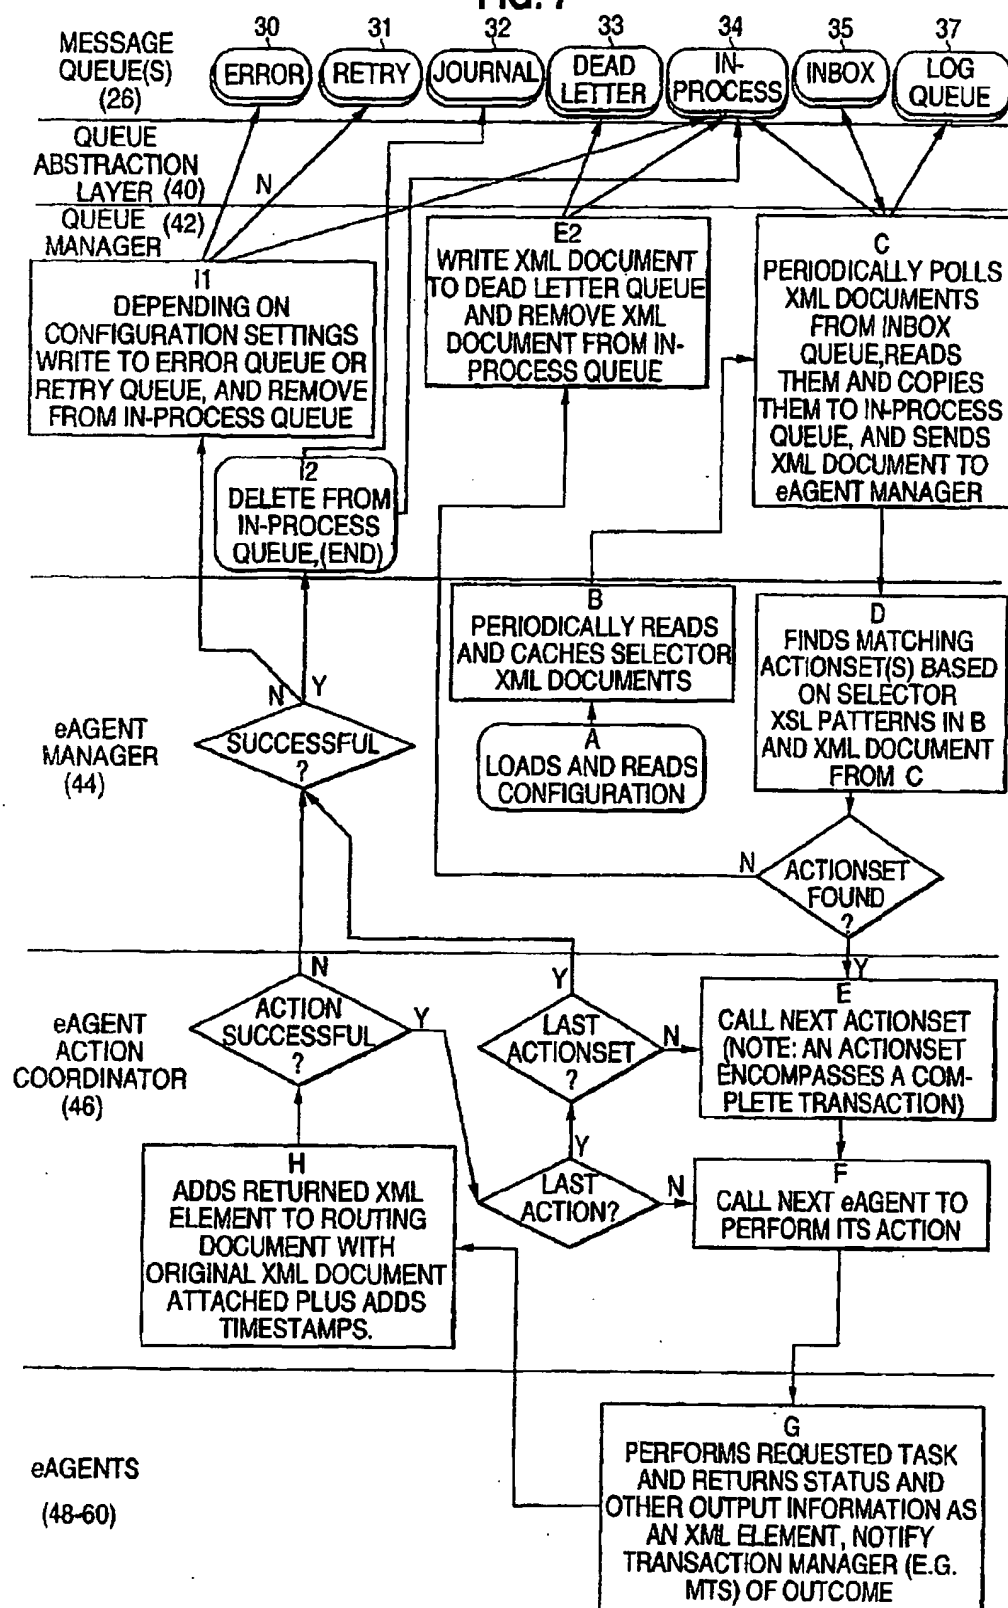 FIG. 7
MESSAGE
QUEUE(S)
(26)
30
ERROR
31
RETRY
32
JOURNAL
33
DEAD
LETTER
34
IN-
PROCESS
35
INBOX
37
LOG
QUEUE
QUEUE
ABSTRACTION
LAYER (40)
N
QUEUE (42)
MANAGER
I1
DEPENDING ON
CONFIGURATION SETTINGS
WRITE TO ERROR QUEUE OR
RETRY QUEUE, AND REMOVE
FROM IN-PROCESS QUEUE
E2
WRITE XML DOCUMENT
TO DEAD LETTER QUEUE
AND REMOVE XML
DOCUMENT FROM IN-
PROCESS QUEUE
C
PERIODICALLY POLLS
XML DOCUMENTS
FROM INBOX
QUEUE,READS
THEM AND COPIES
THEM TO IN-PROCESS
QUEUE, AND SENDS
XML DOCUMENT TO
eAGENT MANAGER
I2
DELETE FROM
IN-PROCESS
QUEUE,(END)
eAGENT
MANAGER
(44)
N
Y
SUCCESSFUL
?
B
PERIODICALLY READS
AND CACHES SELECTOR
XML DOCUMENTS
A
LOADS AND READS
CONFIGURATION
D
FINDS MATCHING
ACTIONSET(S) BASED
ON SELECTOR
XSL PATTERNS IN B
AND XML DOCUMENT
FROM C
N
ACTIONSET
FOUND
?
Y
eAGENT
ACTION
COORDINATOR
(46)
N
ACTION
SUCCESSFUL
?
Y
Y
LAST
ACTIONSET
?
N
E
CALL NEXT ACTIONSET
(NOTE: AN ACTIONSET
ENCOMPASSES A COM-
PLETE TRANSACTION)
Y
LAST
ACTION?
N
F
CALL NEXT eAGENT TO
PERFORM ITS ACTION
H
ADDS RETURNED XML
ELEMENT TO ROUTING
DOCUMENT WITH
ORIGINAL XML DOCUMENT
ATTACHED PLUS ADDS
TIMESTAMPS.
eAGENTS
(48-60)
G
PERFORMS REQUESTED TASK
AND RETURNS STATUS AND
OTHER OUTPUT INFORMATION AS
AN XML ELEMENT, NOTIFY
TRANSACTION MANAGER (E.G.
MTS) OF OUTCOME